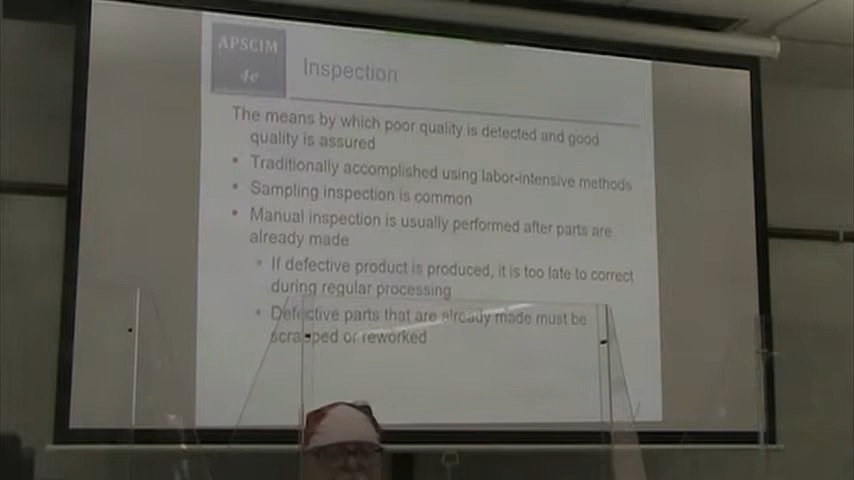 APSCIM
4e
Inspection
The means by which poor quality is detected and good
quality is assured
• Traditionally accomplished using labor-intensive methods
• Sampling inspection is common
• Manual inspection is usually performed after parts are
already made
• If defective product is produced, it is too late to correct
during regular processing
• Defective parts that are already made must be
scrapped or reworked